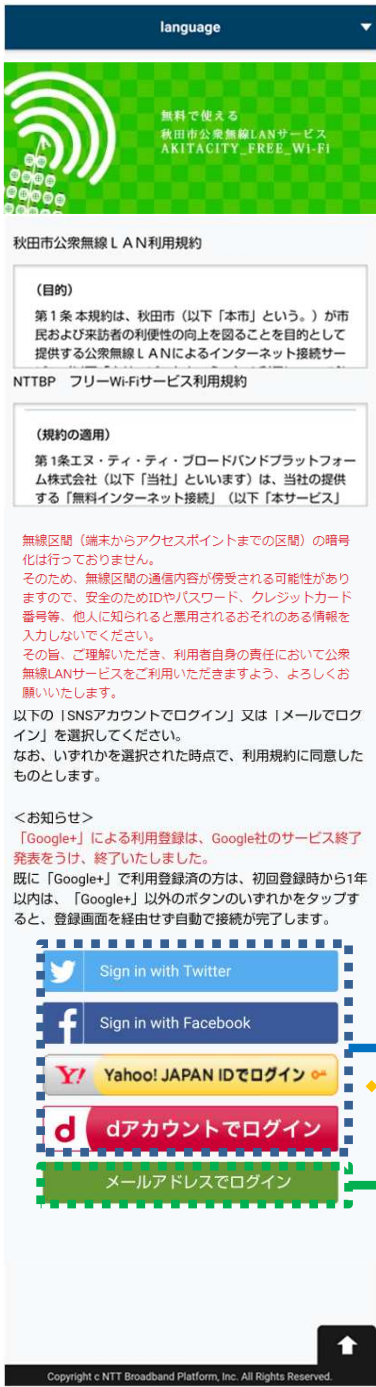 language
無料で使える
秋田市公衆無線LANサービス
AKITACITY_FREE_Wi-Fi
秋田市公衆無線ＬＡＮ利用規約
（目的）
第１条 本規約は、秋田市（以下「本市」という。）が市
民および来訪者の利便性の向上を図ることを目的として
提供する公衆無線ＬＡＮによるインターネット接続サー
NTTBP　フリーWi-Fiサービス利用規約
（規約の適用）
第 1条エヌ・ティ・ティ・ブロードバンドプラットフォー
ム株式会社（以下「当社」といいます）は、当社の提供
する「無料インターネット接続」（以下「本サービス」
無線区間（端末からアクセスポイントまでの区間）の暗号
化は行っておりません。
そのため、無線区間の通信内容が傍受される可能性があり
ますので、安全のためIDやパスワード、クレジットカード
番号等、他人に知られると悪用されるおそれのある情報を
入力しないでください。
その旨、ご理解いただき、利用者自身の責任において公衆
無線LANサービスをご利用いただきますよう、よろしくお
願いいたします。
以下の「SNSアカウントでログイン」又は「メールでログ
イン」を選択してください。
なお、いずれかを選択された時点で、利用規約に同意した
ものとします。
＜お知らせ＞
「Google+」による利用登録は、Google社のサービス終了
発表をうけ、終了いたしました。
既に「Google+」で利用登録済の方は、初回登録時から1年
以内は、「Google+」以外のボタンのいずれかをタップす
ると、登録画面を経由せず自動で接続が完了します。
Sign in with Twitter
f Sign in with Facebook
Y! Yahoo! JAPAN IDでログイン
d dアカウントでログイン
メールアドレスでログイン
Copyright c NTT Broadband Platform, Inc. All Rights Reserved.